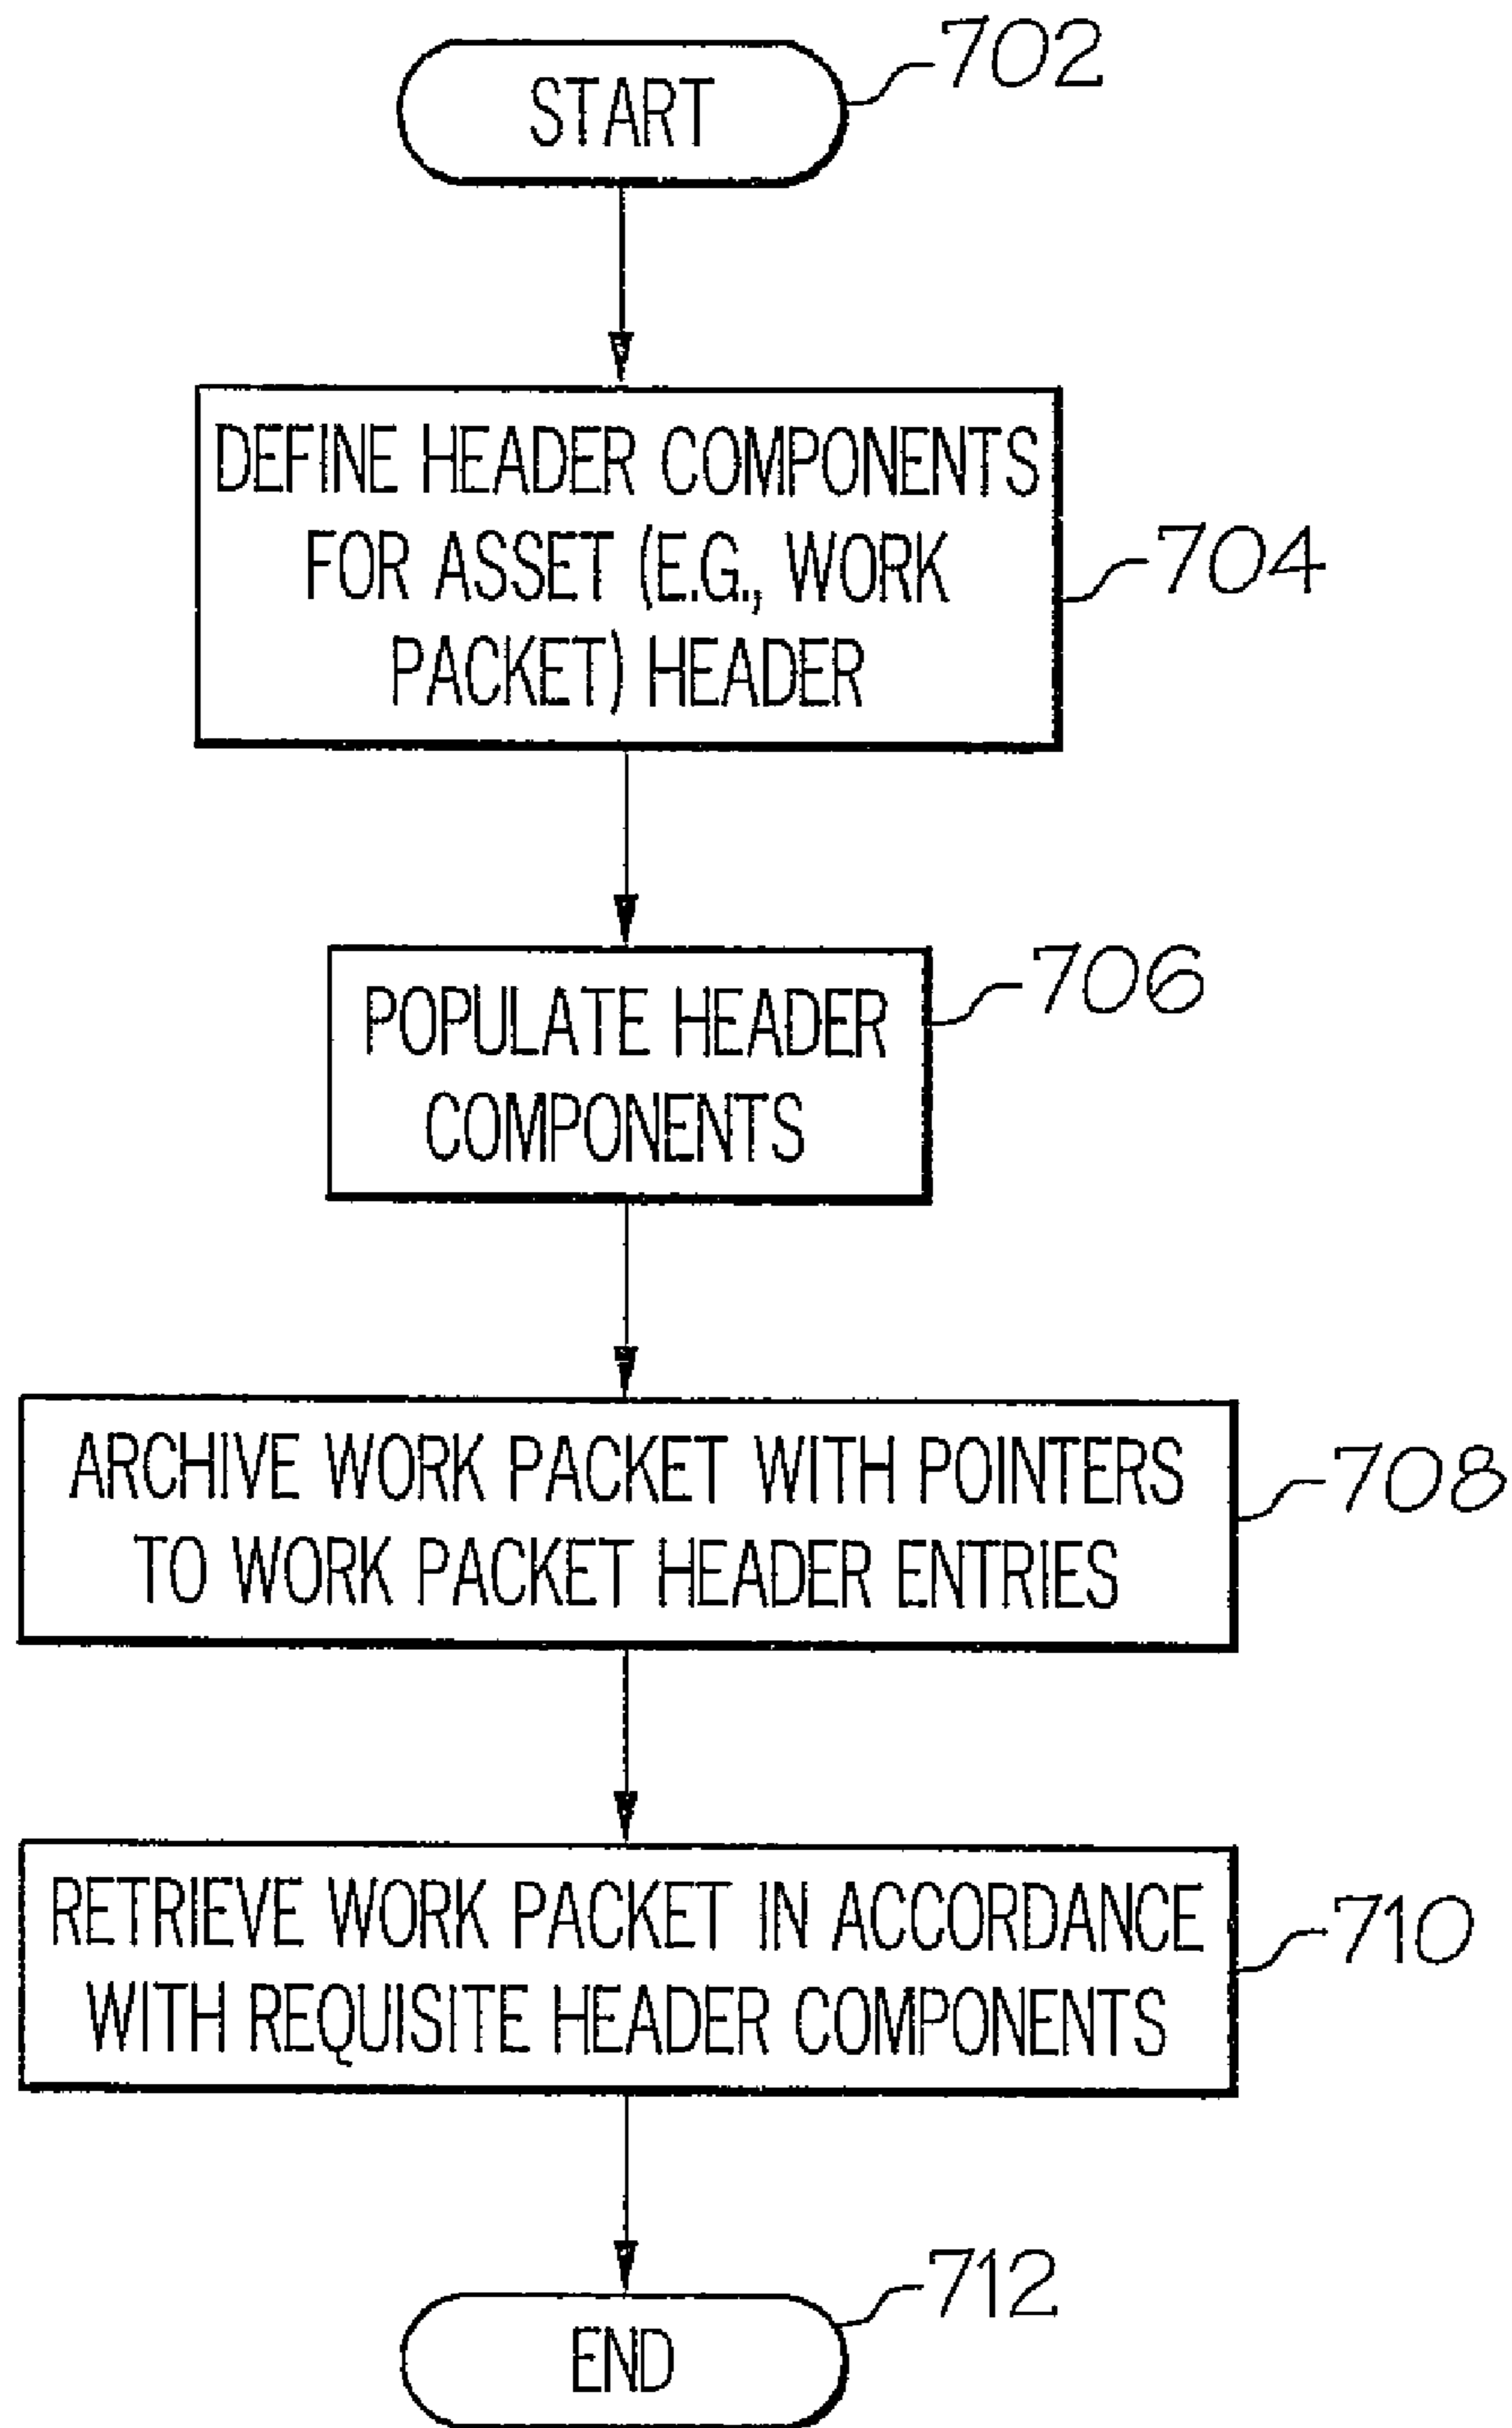 702
START
DEFINE HEADER COMPONENTS
FOR ASSET (E.G., WORK
PACKET) HEADER
704
706
POPULATE HEADER
COMPONENTS
ARCHIVE WORK PACKET WITH POINTERS
TO WORK PACKET HEADER ENTRIES
708
RETRIEVE WORK PACKET IN ACCORDANCE
WITH REQUISITE HEADER COMPONENTS
710
712
END